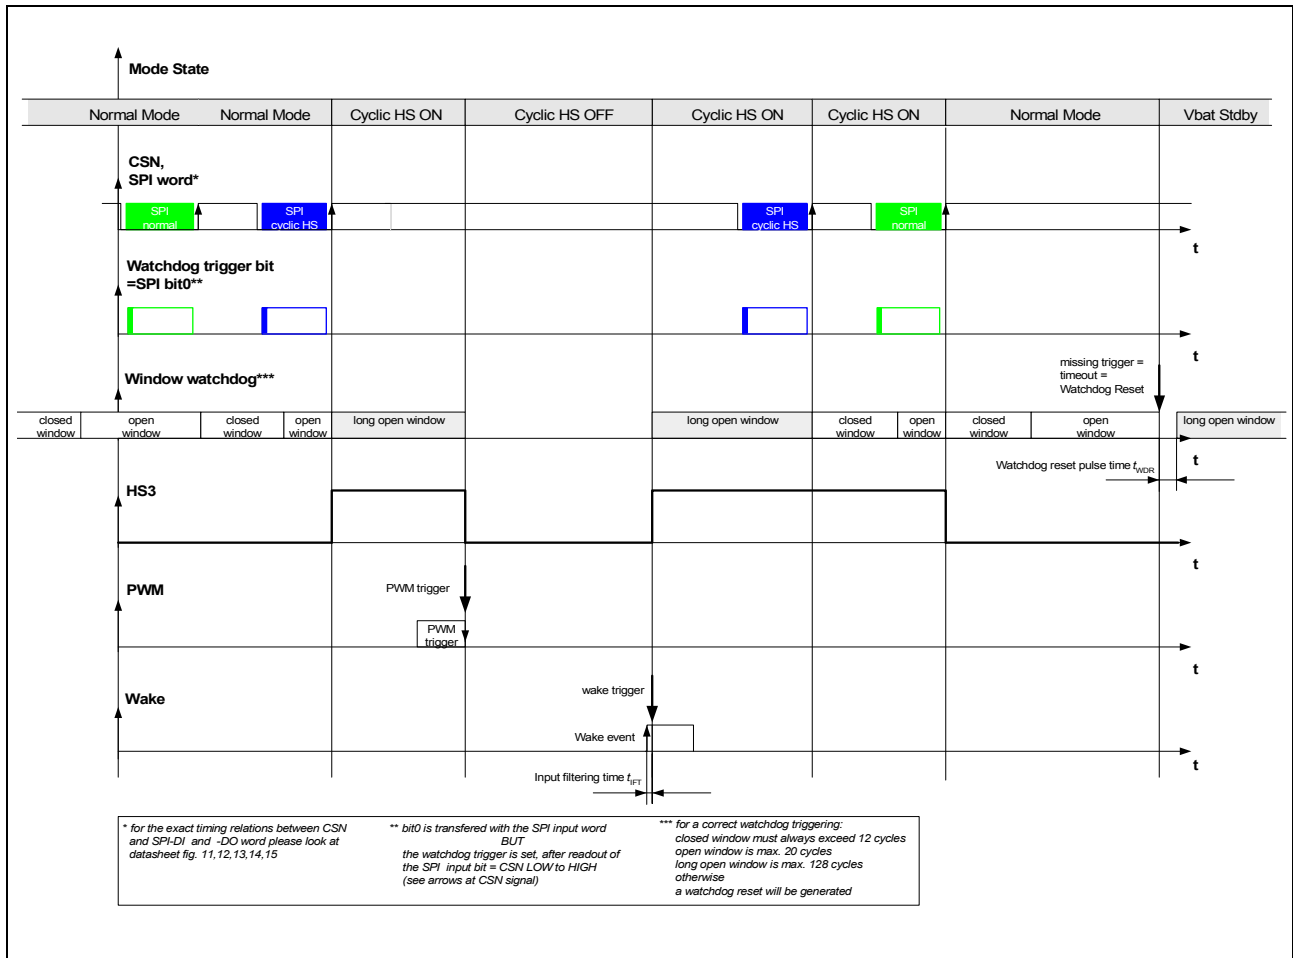 Mode State
Normal Mode Normal Mode Cyclic HS ON Cyclic HS OFF Cyclic HS ON Cyclic HS ON Normal Mode Vbat Stdby
CSN,
SPI word*
SPI SPI SPI SPI
normal cyclic HS cyclic HS normal
t
Watchdog trigger bit
=SPI bit0**
t
missing trigger =
timeout =
Watchdog Reset
Window watchdog***
closed open closed open long open window long open window closed open closed open long open window
window window window window window window window window
t
Watchdog reset pulse time tWDR
HS3
t
PWM trigger
PWM
PWM
trigger
t
wake trigger
Wake
Wake event
t
Input filtering time tIFT
* for the exact timing relations between CSN
and SPI-DI and -DO word please look at
datasheet fig. 11,12,13,14,15
** bit0 is transfered with the SPI input word
BUT
the watchdog trigger is set, after readout of
the SPI input bit = CSN LOW to HIGH
(see arrows at CSN signal)
*** for a correct watchdog triggering:
closed window must always exceed 12 cycles
open window is max. 20 cycles
long open window is max. 128 cycles
otherwise
a watchdog reset will be generated